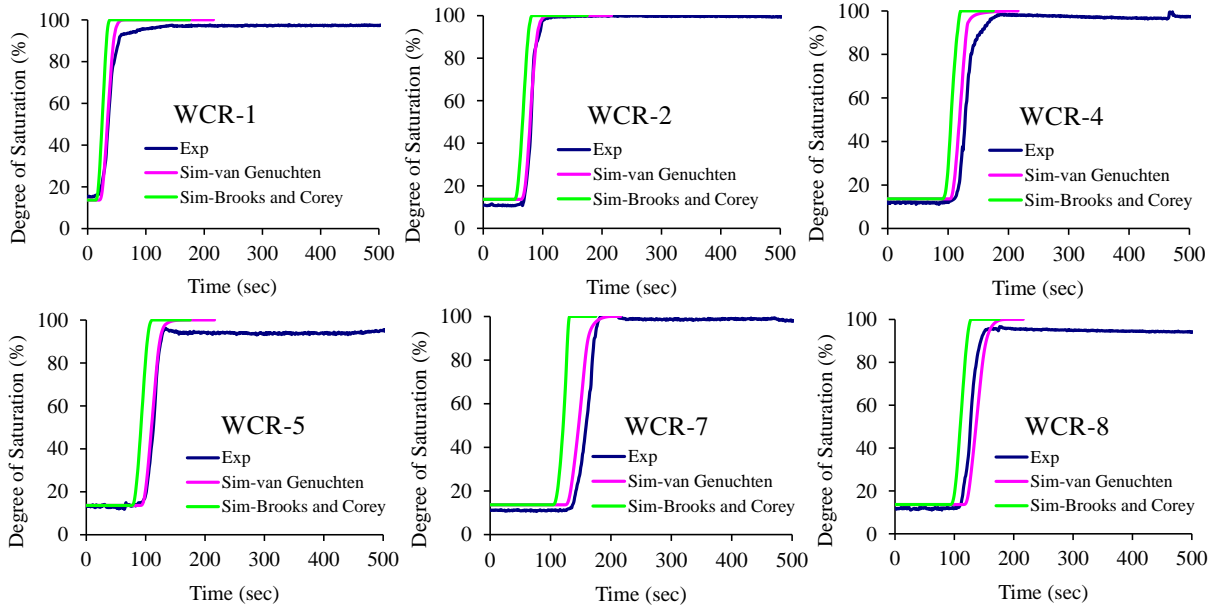 Degree of Saturation (%)
100
80
60
40
20
0
WCR-1
Exp
Sim-van Genuchten
Sim-Brooks and Corey
0 100 200 300 400 500
Time (sec)
Degree of Saturation (%)
100
80
60
40
20
0
WCR-2
Exp
Sim-van Genuchten
Sim-Brooks and Corey
0 100 200 300 400 500
Time (sec)
Degree of Saturation (%)
100
80
60
40
20
0
WCR-4
Exp
Sim-van Genuchten
Sim-Brooks and Corey
0 100 200 300 400 500
Time (sec)
Degree of Saturation (%)
100
80
60
40
20
0
WCR-5
Exp
Sim-van Genuchten
Sim-Brooks and Corey
0 100 200 300 400 500
Time (sec)
Degree of Saturation (%)
100
80
60
40
20
0
WCR-7
Exp
Sim-van Genuchten
Sim-Brooks and Corey
0 100 200 300 400 500
Time (sec)
Degree of Saturation (%)
100
80
60
40
20
0
WCR-8
Exp
Sim-van Genuchten
Sim-Brooks and Corey
0 100 200 300 400 500
Time (sec)